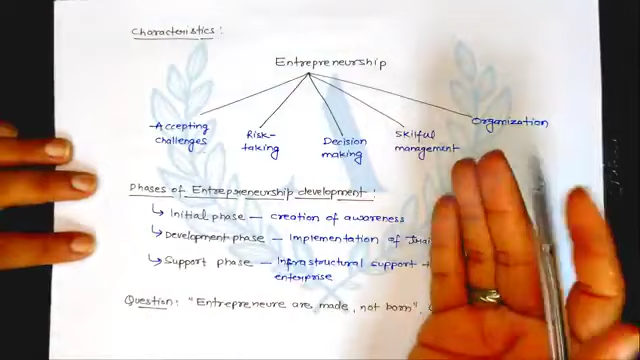 Characteristics :
Entrepreneurship
Accepting challenges
Risk-taking
Decision making
Skilful management
Organization
Phases of Entrepreneurship development :
↳ Initial phase — creation of awareness
↳ Development phase — Implementation of
↳ Support phase — Infrastructural support
enterprise
Question: "Entrepreneure are made, not born",